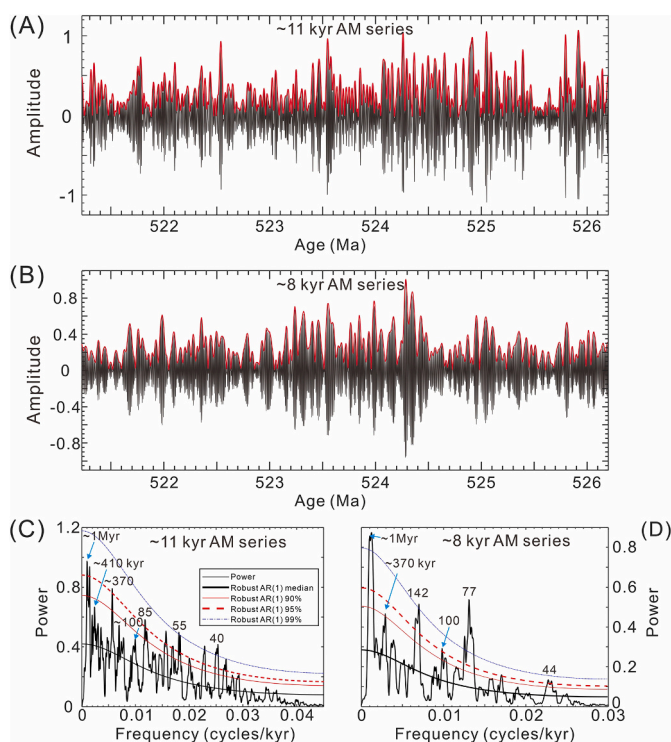 (A)
~11 kyr AM series
1
0
-1
Amplitude
522
523
524
525
526
Age (Ma)
(B)
~8 kyr AM series
0.8
0.4
0
-0.4
-0.8
Amplitude
522
523
524
525
526
Age (Ma)
(C)
~11 kyr AM series
1.2
0.8
0.4
0
Power
~1Myr
~410 kyr
~370
~100
85
55
40
Power
Robust AR(1) median
Robust AR(1) 90%
Robust AR(1) 95%
Robust AR(1) 99%
0
0.01
0.02
0.03
0.04
Frequency (cycles/kyr)
~8 kyr AM series
(D)
~1Myr
~370 kyr
142
100
77
44
0.8
0.6
0.4
0.2
0
Power
0
0.01
0.02
0.03
Frequency (cycles/kyr)